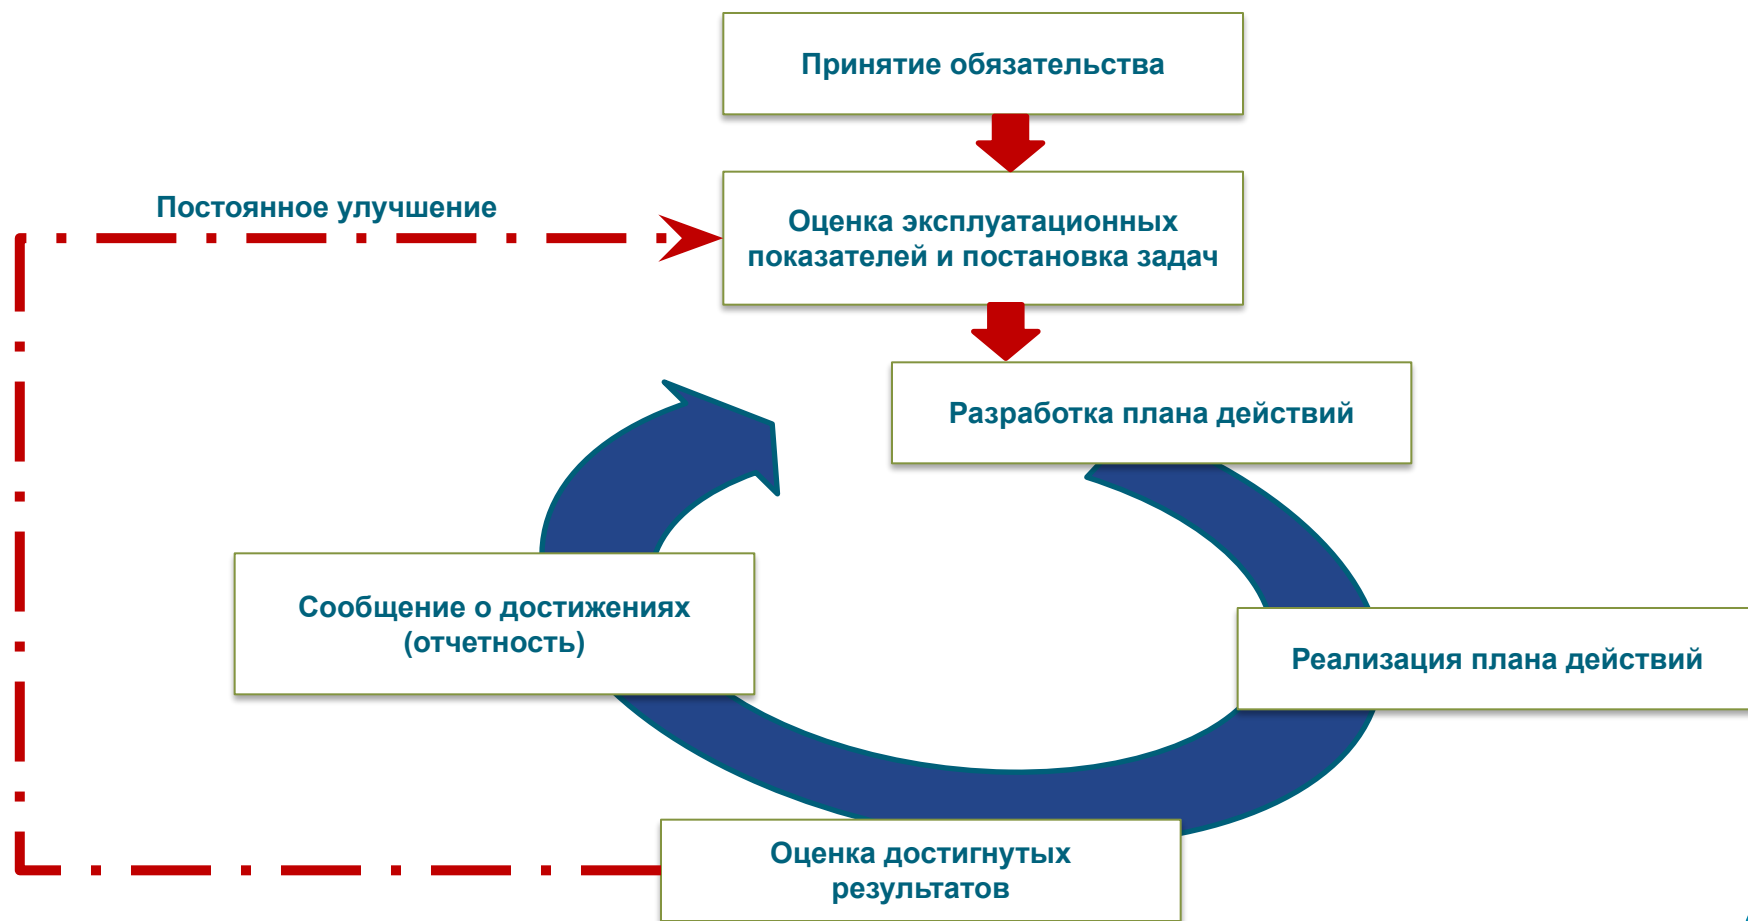 Принятие обязательства
Постоянное улучшение
Оценка эксплуатационных
показателей и постановка задач
Разработка плана действий
Сообщение о достижениях
(отчетность)
Реализация плана действий
Оценка достигнутых
результатов